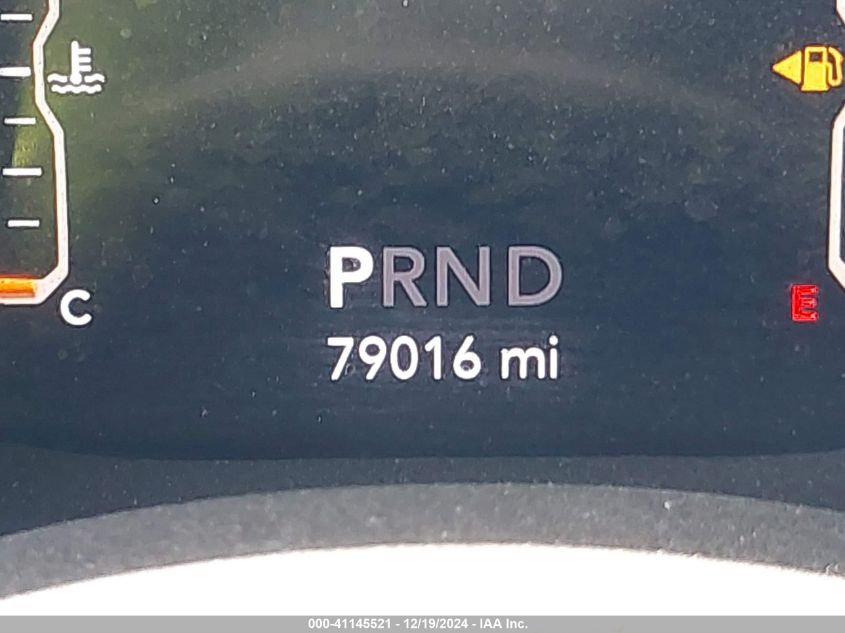 PRND
C
E
79016 mi
000-41145521 - 12/19/2024 - IAA Inc.